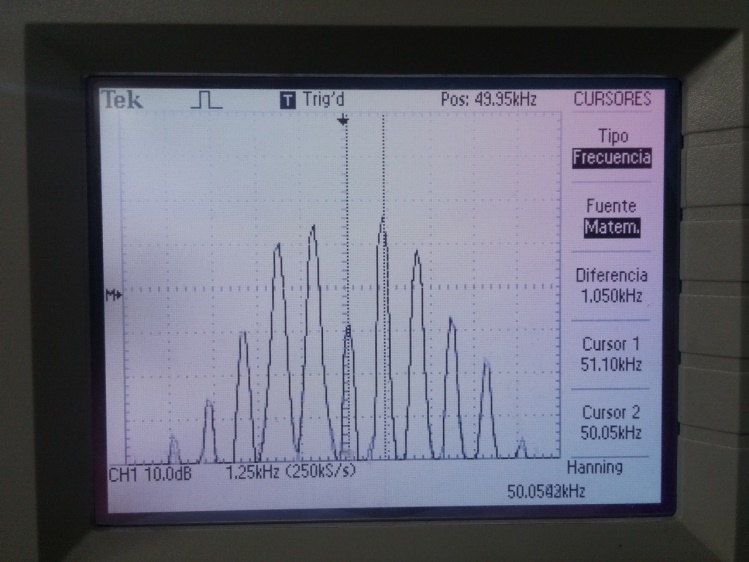 Tek T Trig'd Pos: 49.95kHz CURSORES
Tipo
Frecuencia
Fuente
Matem.
Diferencia
1.050kHz
Cursor 1
51.10kHz
Cursor 2
50.05kHz
M
CH1 10.0dB 1.25kHz (250kS/s) Hanning